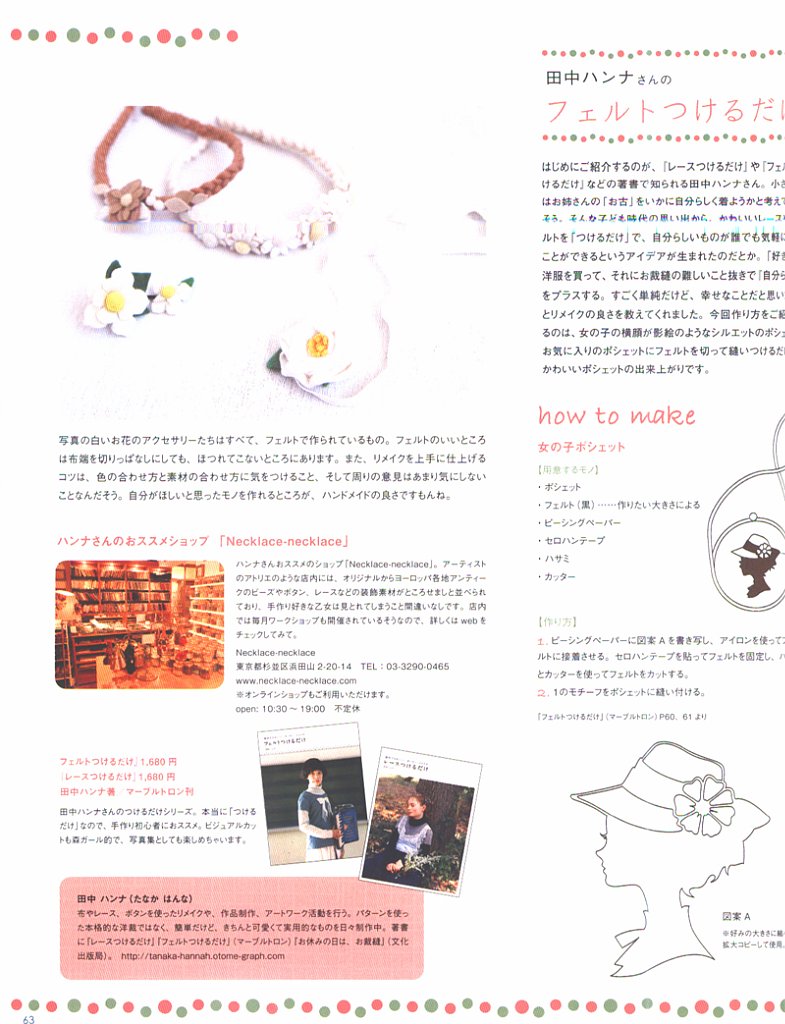 田中ハンナさんの
フェルトつけるだけ
はじめにご紹介するのが、『レースつけるだけ』や『フェル
けるだけ』などの著書で知られる田中ハンナさん。小さ
はお姉さんの「お古」をいかに自分らしく着ようかと考えて
そう。そんな子ども時代の思い出から、かわいいレース
ルトを「つけるだけ」で、自分らしいものが誰でも気軽に
ことができるというアイデアが生まれたのだとか。「好き
洋服を買って、それにお裁縫の難しいこと抜きで『自分ら
をプラスする。すごく単純だけど、幸せなことだと思い
とリメイクの良さを教えてくれました。今回作り方をご紹
るのは、女の子の横顔が影絵のようなシルエットのポシェ
お気に入りのポシェットにフェルトを切って縫いつけるだ
かわいいポシェットの出来上がりです。
写真の白いお花のアクセサリーたちはすべて、フェルトで作られているもの。フェルトのいいところ
は布端を切りっぱなしにしても、ほつれてこないところにあります。また、リメイクを上手に仕上げる
コツは、色の合わせ方と素材の合わせ方に気をつけること、そして周りの意見はあまり気にしない
ことなんだそう。自分がほしいと思ったモノを作れるところが、ハンドメイドの良さですもんね。
ハンナさんのおススメショップ 「Necklace-necklace」
ハンナさんおススメのショップ「Necklace-necklace」。アーティスト
のアトリエのような店内には、オリジナルからヨーロッパ各地アンティー
クのビーズやボタン、レースなどの装飾素材がところせましと並べられ
ており、手作り好きな乙女は見とれてしまうこと間違いなしです。店内
では毎月ワークショップも開催されているそうなので、詳しくは webを
チェックしてみて。
Necklace-necklace
東京都杉並区浜田山 2-20-14 TEL：03-3290-0465
www.necklace-necklace.com
※オンラインショップもご利用いただけます。
open: 10:30 〜 19:00 不定休
フェルトつけるだけ
レースつけるだけ
フェルトつけるだけ』1,680 円
『レースつけるだけ』1,680 円
田中ハンナ著 / マーブルトロン刊
田中ハンナさんのつけるだけシリーズ。本当に「つける
だけ」なので、手作り初心者におススメ。ビジュアルカッ
トも森ガール的で、写真集としても楽しめちゃいます。
田中 ハンナ（たなか はんな）
布やレース、ボタンを使ったリメイクや、作品制作、アートワーク活動を行う。パターンを使っ
た本格的な洋裁ではなく、簡単だけど、きちんと可愛くて実用的なものを日々制作中。著書
に『レースつけるだけ』『フェルトつけるだけ』（マーブルトロン）『お休みの日は、お裁縫』（文化
出版局）。 http://tanaka-hannah.otome-graph.com
how to make
女の子ポシェット
【用意するモノ】
・ポシェット
・フェルト（黒）……作りたい大きさによる
・ピーシングペーパー
・セロハンテープ
・ハサミ
・カッター
【作り方】
1. ピーシングペーパーに図案 A を書き写し、アイロンを使って
ルトに接着させる。セロハンテープを貼ってフェルトを固定し、ハ
とカッターを使ってフェルトをカットする。
2. 1のモチーフをポシェットに縫い付ける。
『フェルトつけるだけ』（マーブルトロン）P60、61 より
図案 A
※好みの大きさに
拡大コピーして使用。
63